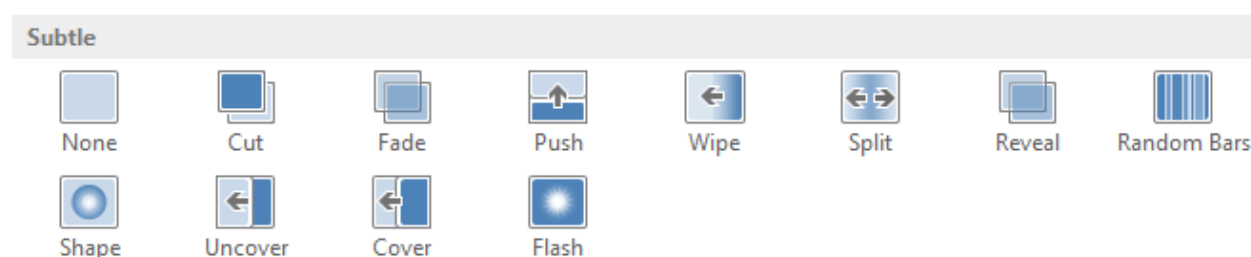 Subtle
None Cut Fade Push Wipe Split Reveal Random Bars
Shape Uncover Cover Flash